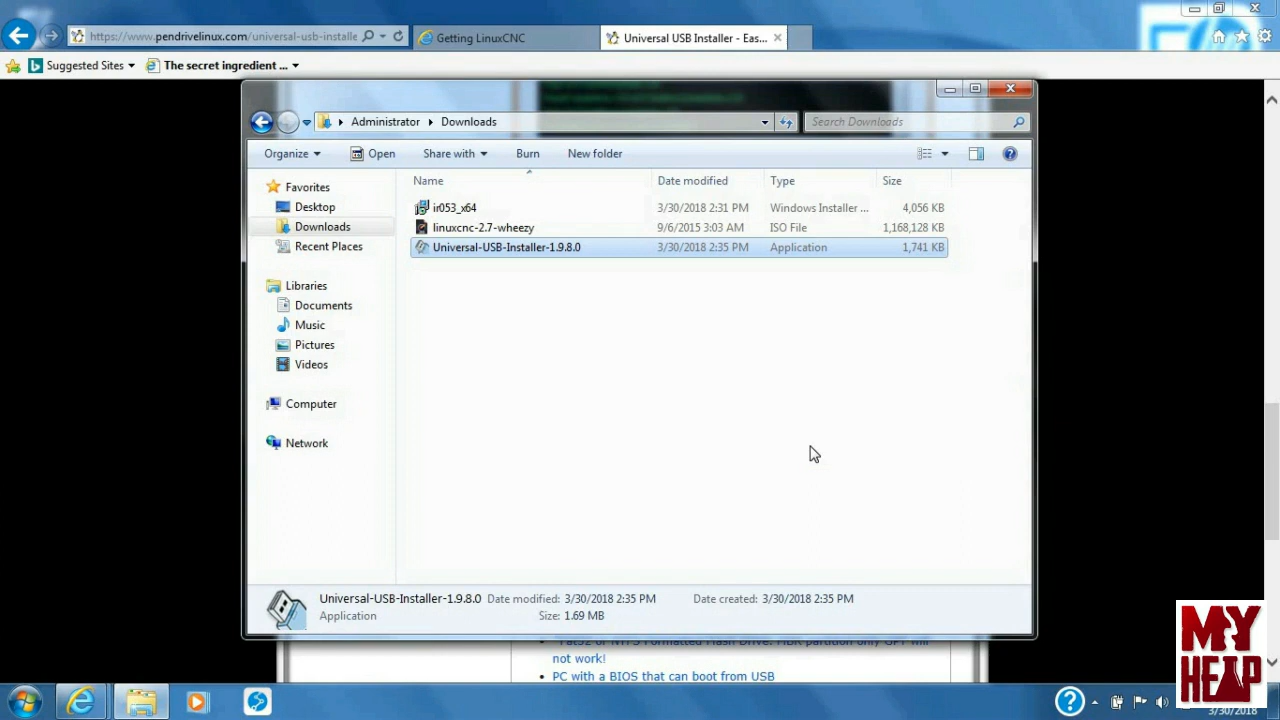 https://www.pendrivelinux.com/universal-usb-installe
Getting LinuxCNC
Universal USB Installer - Eas...
Suggested Sites
The secret ingredient ...
Administrator
Downloads
Search Downloads
Organize
Open
Share with
Burn
New folder
Name
Date modified
Type
Size
Favorites
Desktop
Downloads
Recent Places
Libraries
Documents
Music
Pictures
Videos
Computer
Network
ir053_x64 3/30/2018 2:31 PM Windows Installer ... 4,056 KB
linuxcnc-2.7-wheezy 9/6/2015 3:03 AM ISO File 1,168,128 KB
Universal-USB-Installer-1.9.8.0 3/30/2018 2:35 PM Application 1,741 KB
Universal-USB-Installer-1.9.8.0 Date modified: 3/30/2018 2:35 PM Date created: 3/30/2018 2:35 PM
Application Size: 1.69 MB
not work!
PC with a BIOS that can boot from USB
MY
HEAP
3/30/2018